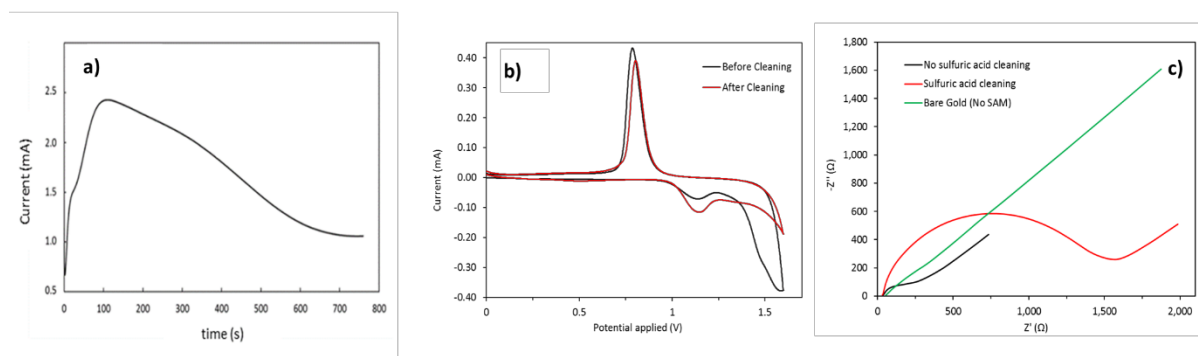 a)
Current (mA)
2.5
2.0
1.5
1.0
0.5
0 100 200 300 400 500 600 700 800
time (s)
b)
Before Cleaning
After Cleaning
Current (mA)
0.40
0.30
0.20
0.10
0.00
-0.10
-0.20
-0.30
-0.40
0 0.5 1 1.5
Potential applied (V)
c)
No sulfuric acid cleaning
Sulfuric acid cleaning
Bare Gold (No SAM)
-Z'' (Ω)
1,800
1,600
1,400
1,200
1,000
800
600
400
200
0
0 500 1,000 1,500 2,000
Z' (Ω)